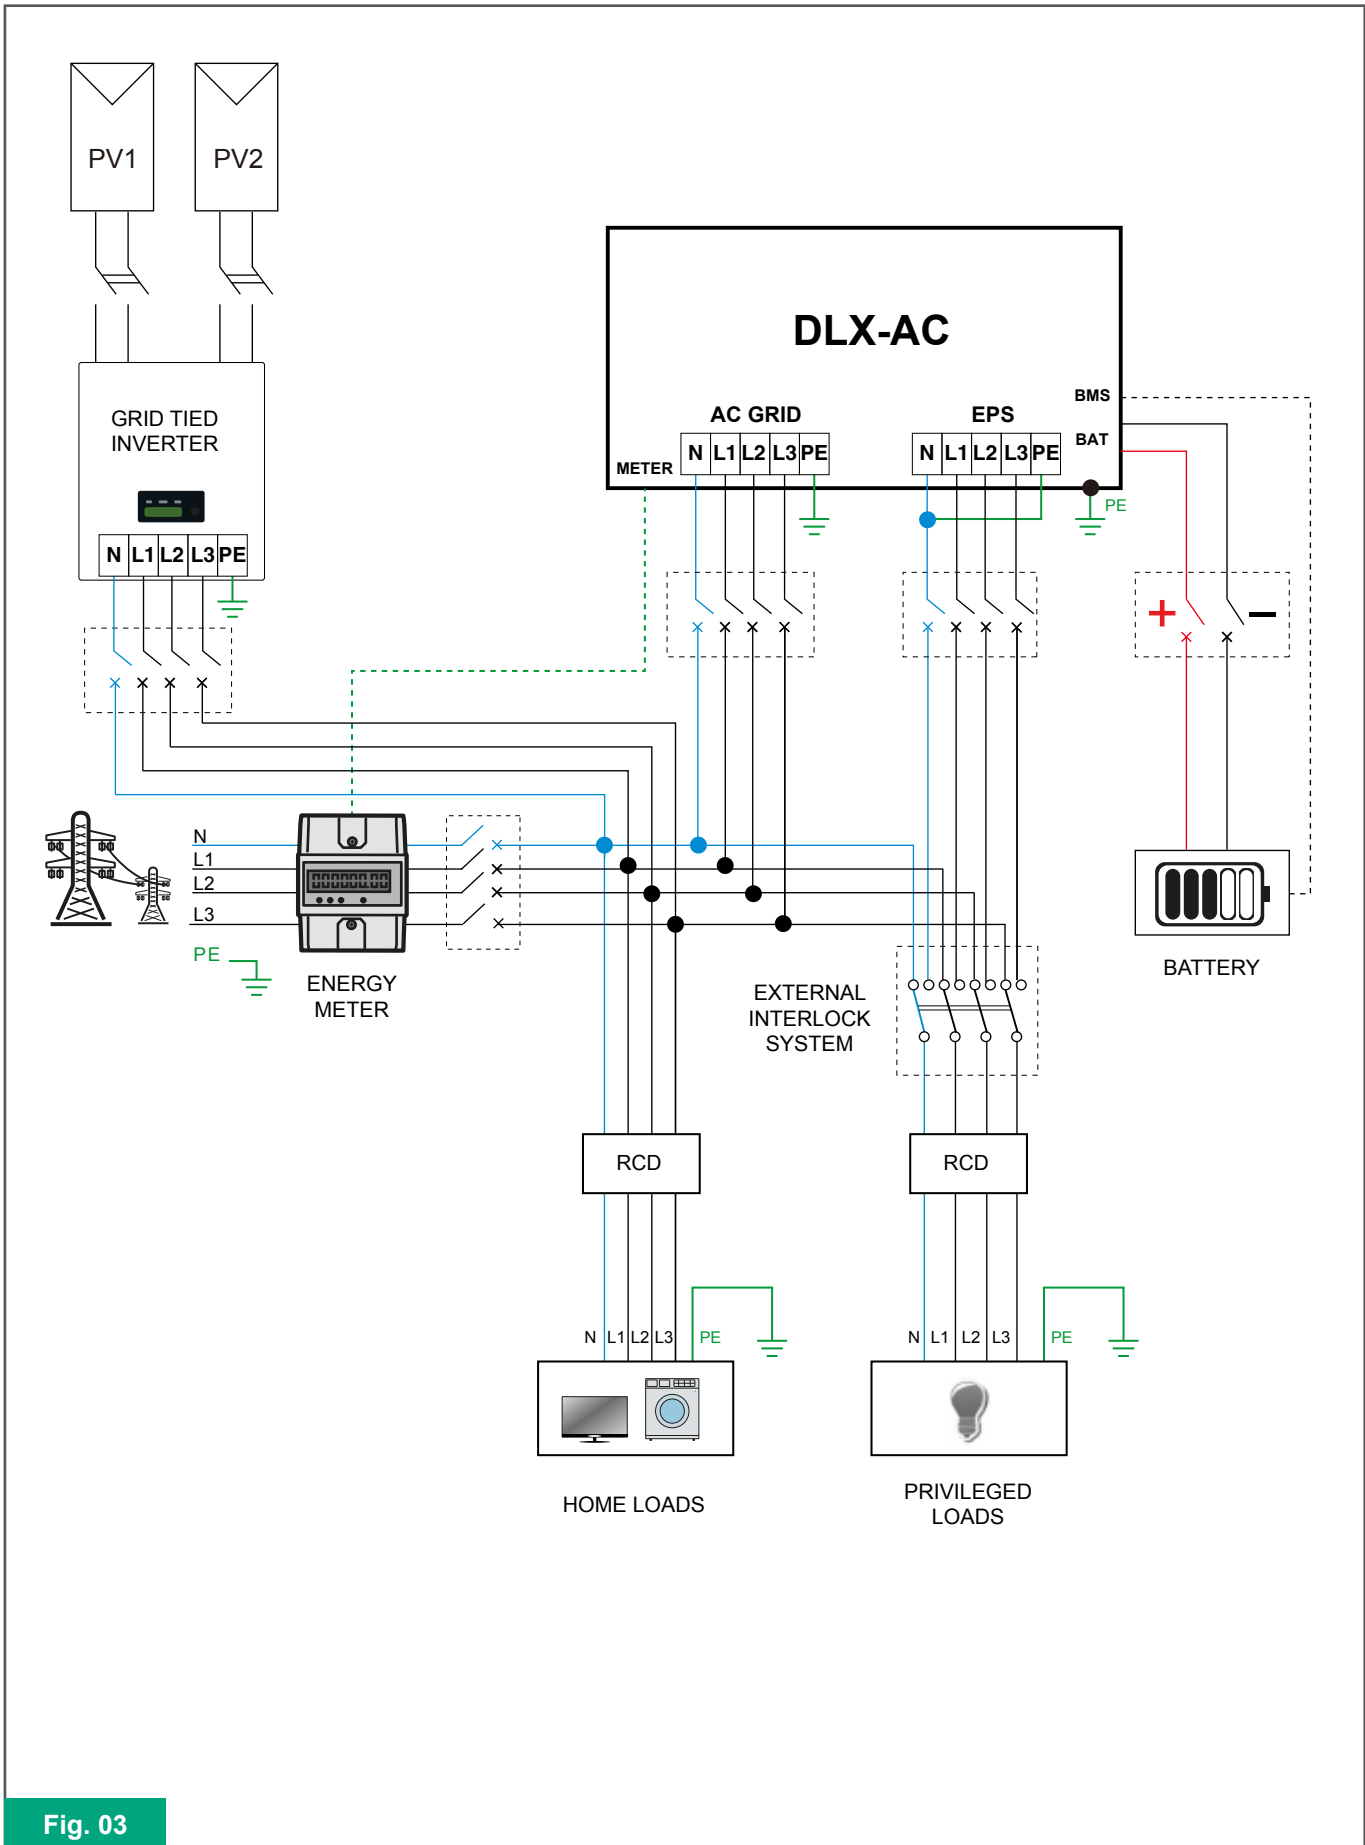 PV1
PV2
GRID TIED
INVERTER
N L1 L2 L3 PE
DLX-AC
AC GRID
N L1 L2 L3 PE
METER
EPS
N L1 L2 L3 PE
BMS
BAT
PE
+ −
N
L1
L2
L3
PE
ENERGY
METER
EXTERNAL
INTERLOCK
SYSTEM
BATTERY
RCD
RCD
N L1 L2 L3 PE
N L1 L2 L3 PE
HOME LOADS
PRIVILEGED
LOADS
Fig. 03